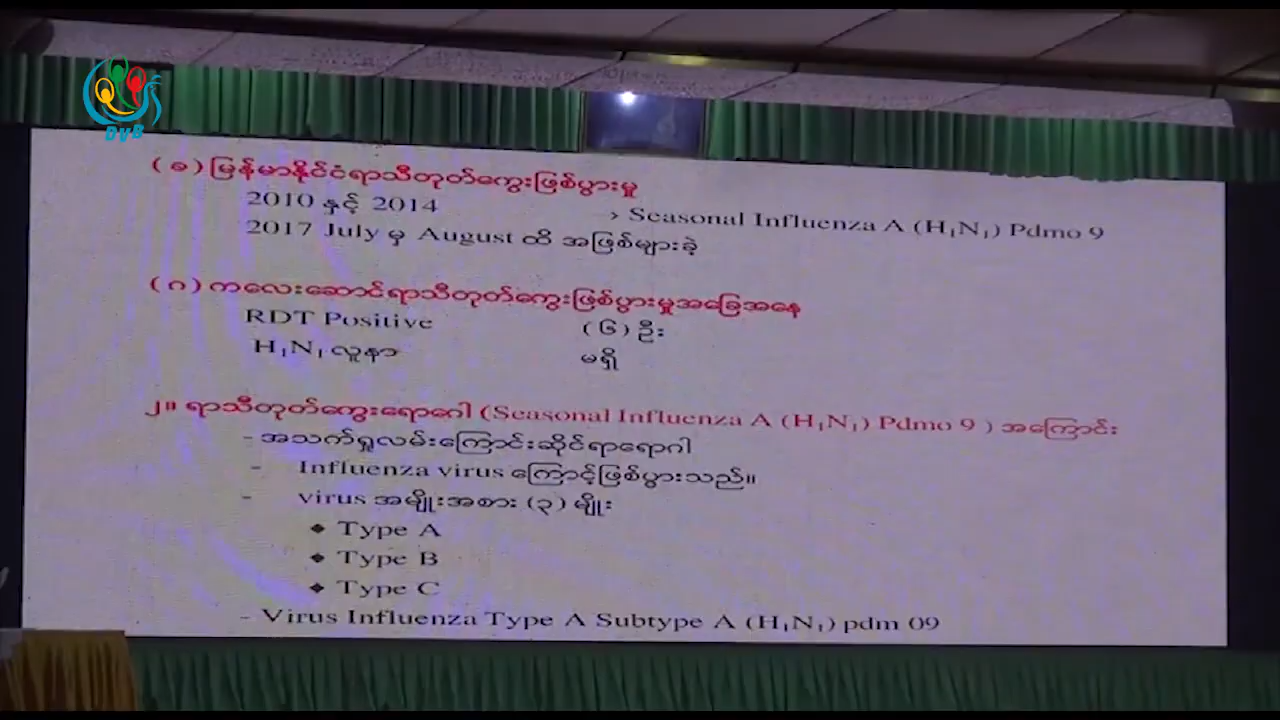 DVB
(ခ) မြန်မာနိုင်ငံရာသီတုတ်ကွေးဖြစ်ပွားမှု
2010 နှင့် 2014 › Seasonal Influenza A (H₁N₁) Pdmo 9
2017 July မှ August ထိ အဖြစ်များခဲ့
(ဂ) ကလေးဆောင်ရာသီတုတ်ကွေးဖြစ်ပွားမှုအခြေအနေ
RDT Positive (၆) ဦး
H₁N₁ လူနာ မရှိ
၂။ ရာသီတုတ်ကွေးရောဂါ (Seasonal Influenza A (H₁N₁) Pdmo 9 ) အကြောင်း
- အသက်ရှူလမ်းကြောင်းဆိုင်ရာရောဂါ
- Influenza virus ကြောင့်ဖြစ်ပွားသည်။
- virus အမျိုးအစား (၃) မျိုး
❖ Type A
❖ Type B
❖ Type C
- Virus Influenza Type A Subtype A (H₁N₁) pdm 09